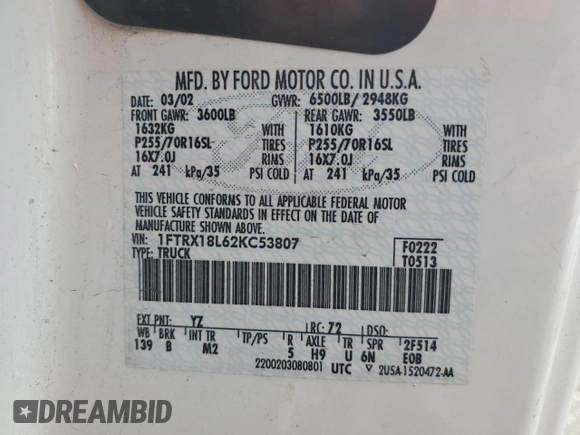 MFD. BY FORD MOTOR CO. IN U.S.A.
DATE: 03/02 GVWR: 6500LB/ 2948KG
FRONT GAWR: 3600LB REAR GAWR: 3550LB
1632KG WITH 1610KG WITH
P255/70R16SL TIRES P255/70R16SL TIRES
16X7.0J RIMS 16X7.0J RIMS
AT 241 kPa/35 PSI COLD AT 241 kPa/35 PSI COLD
THIS VEHICLE CONFORMS TO ALL APPLICABLE FEDERAL MOTOR
VEHICLE SAFETY STANDARDS IN EFFECT ON THE DATE OF
MANUFACTURE SHOWN ABOVE.
VIN: 1FTRX18L62KC53807 F0222
TYPE: TRUCK T0513
EXT PNT: YZ RC: 72 DSO:
WB BRK INT TR TP/PS R AXLE TR SPR 2F514
139 B M2 5 H9 U 6N EOB
2200203080801 UTC 2USA-1520472-AA
DREAMBID